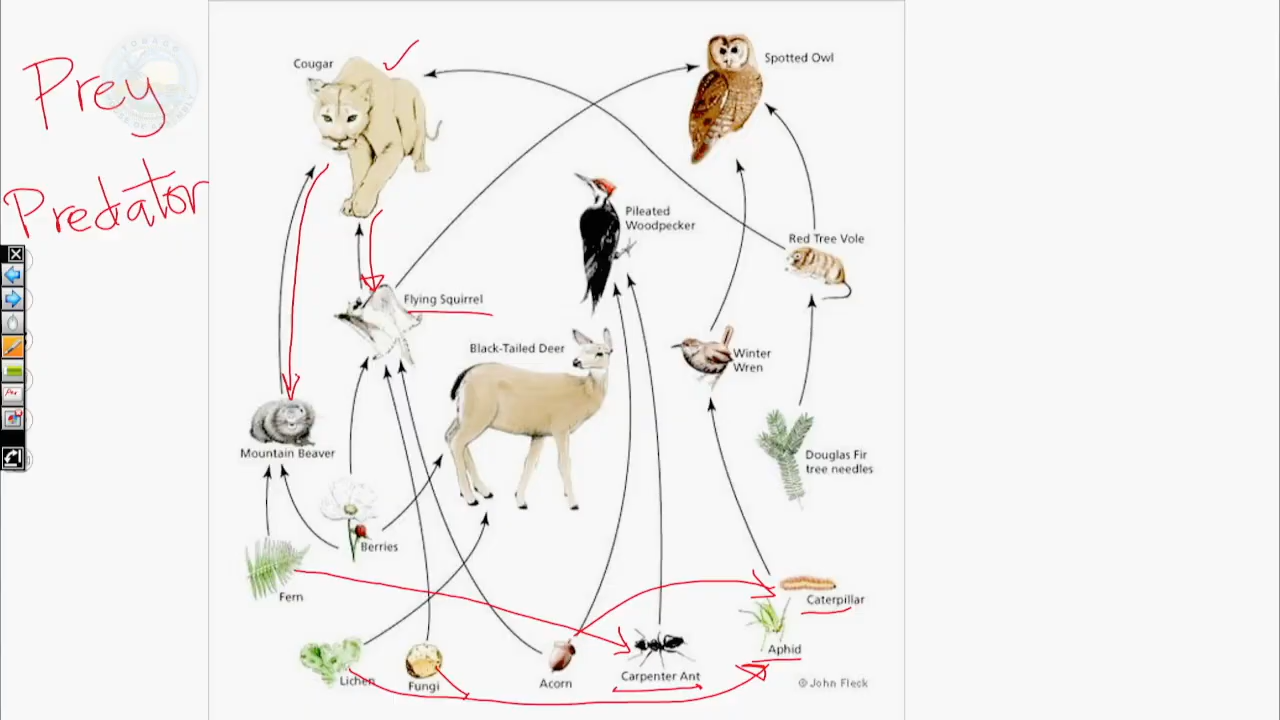 Prey
Predator
Cougar
Spotted Owl
Pileated
Woodpecker
Red Tree Vole
Flying Squirrel
Black-Tailed Deer
Winter
Wren
Mountain Beaver
Douglas Fir
tree needles
Berries
Fern
Caterpillar
Aphid
Lichen
Fungi
Acorn
Carpenter Ant
© John Fleck